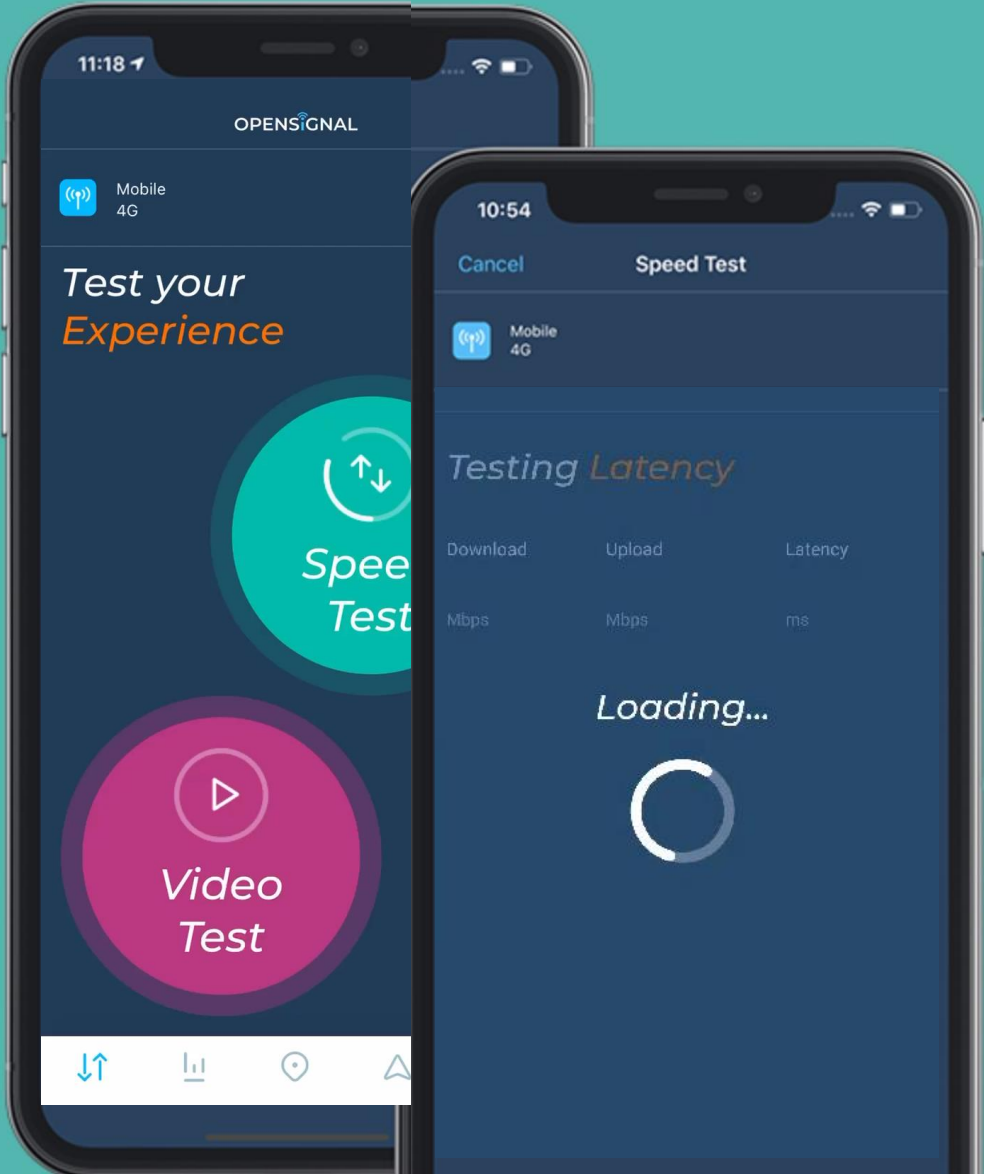 11:18
OPENSIGNAL
Mobile
4G
Test your
Experience
Spee
Test
Video
Test
10:54
Cancel
Speed Test
Mobile
4G
Testing Latency
Download Upload Latency
Mbps Mbps ms
Loading...